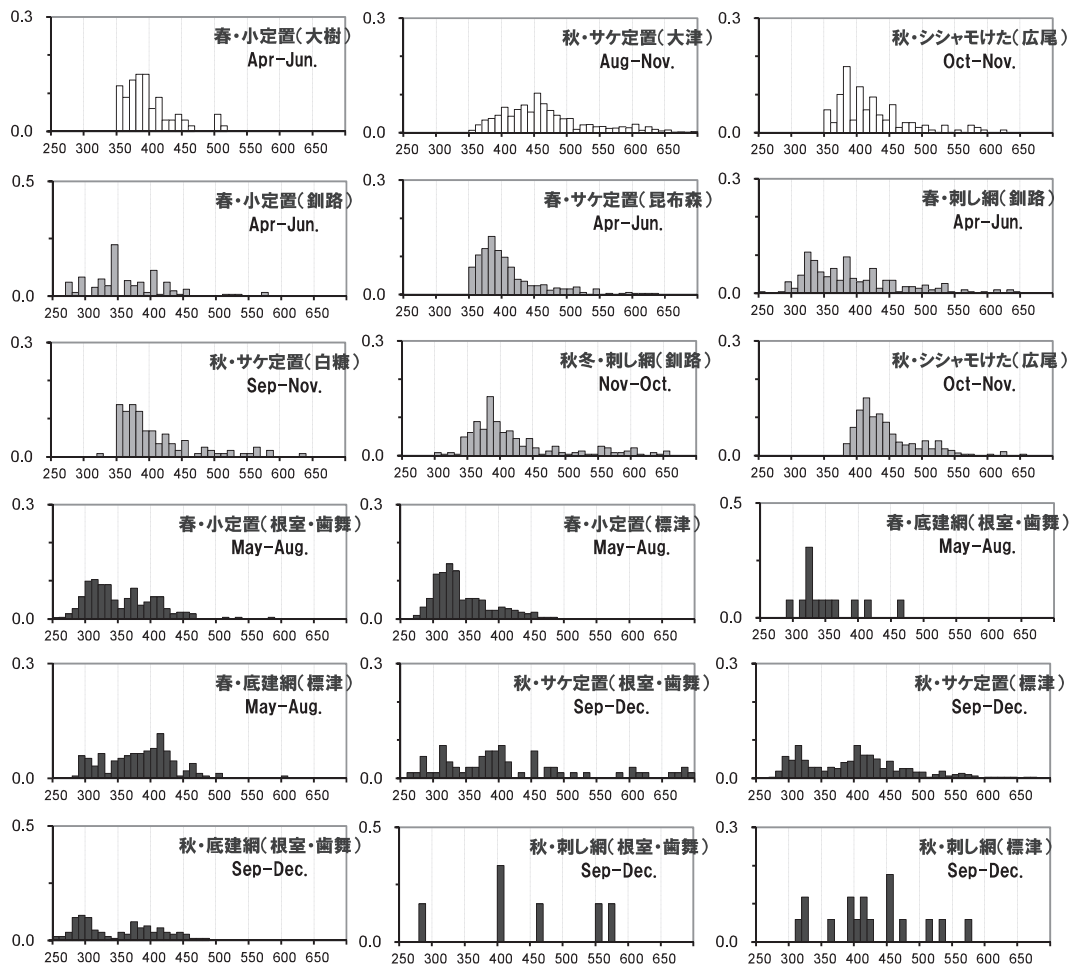 0.3
春・小定置(大樹)
Apr-Jun.
0.0
250 300 350 400 450 500 550 600 650
0.3
秋・サケ定置(大津)
Aug-Nov.
0.0
250 300 350 400 450 500 550 600 650
0.3
秋・シシャモけた(広尾)
Oct-Nov.
0.0
250 300 350 400 450 500 550 600 650
0.5
春・小定置(釧路)
Apr-Jun.
0.0
250 300 350 400 450 500 550 600 650
0.3
春・サケ定置(昆布森)
Apr-Jun.
0.0
250 300 350 400 450 500 550 600 650
0.3
春・刺し網(釧路)
Apr-Jun.
0.0
250 300 350 400 450 500 550 600 650
0.3
秋・サケ定置(白糠)
Sep-Nov.
0.0
250 300 350 400 450 500 550 600 650
0.3
秋冬・刺し網(釧路)
Nov-Oct.
0.0
250 300 350 400 450 500 550 600 650
0.3
秋・シシャモけた(広尾)
Oct-Nov.
0.0
250 300 350 400 450 500 550 600 650
0.3
春・小定置(根室・歯舞)
May-Aug.
0.0
250 300 350 400 450 500 550 600 650
0.3
春・小定置(標津)
May-Aug.
0.0
250 300 350 400 450 500 550 600 650
0.5
春・底建網(根室・歯舞)
May-Aug.
0.0
250 300 350 400 450 500 550 600 650
0.3
春・底建網(標津)
May-Aug.
0.0
250 300 350 400 450 500 550 600 650
0.3
秋・サケ定置(根室・歯舞)
Sep-Dec.
0.0
250 300 350 400 450 500 550 600 650
0.3
秋・サケ定置(標津)
Sep-Dec.
0.0
250 300 350 400 450 500 550 600 650
0.5
秋・底建網(根室・歯舞)
Sep-Dec.
0.0
250 300 350 400 450 500 550 600 650
0.5
秋・刺し網(根室・歯舞)
Sep-Dec.
0.0
250 300 350 400 450 500 550 600 650
0.3
秋・刺し網(標津)
Sep-Dec.
0.0
250 300 350 400 450 500 550 600 650